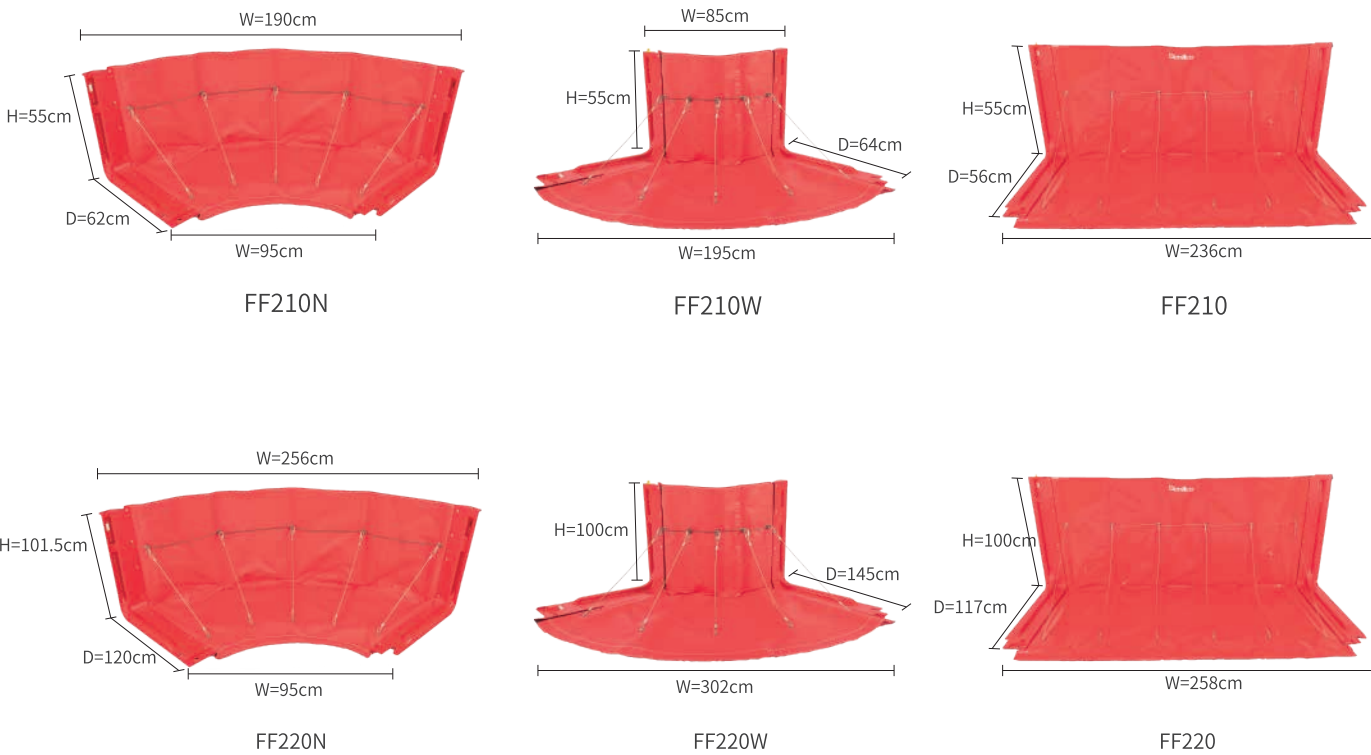 W=190cm
W=85cm
H=55cm
H=55cm
H=55cm
D=64cm
D=56cm
D=62cm
W=95cm
W=195cm
W=236cm
FF210N
FF210W
FF210
W=256cm
H=101.5cm
H=100cm
H=100cm
D=145cm
D=117cm
D=120cm
W=95cm
W=302cm
W=258cm
FF220N
FF220W
FF220